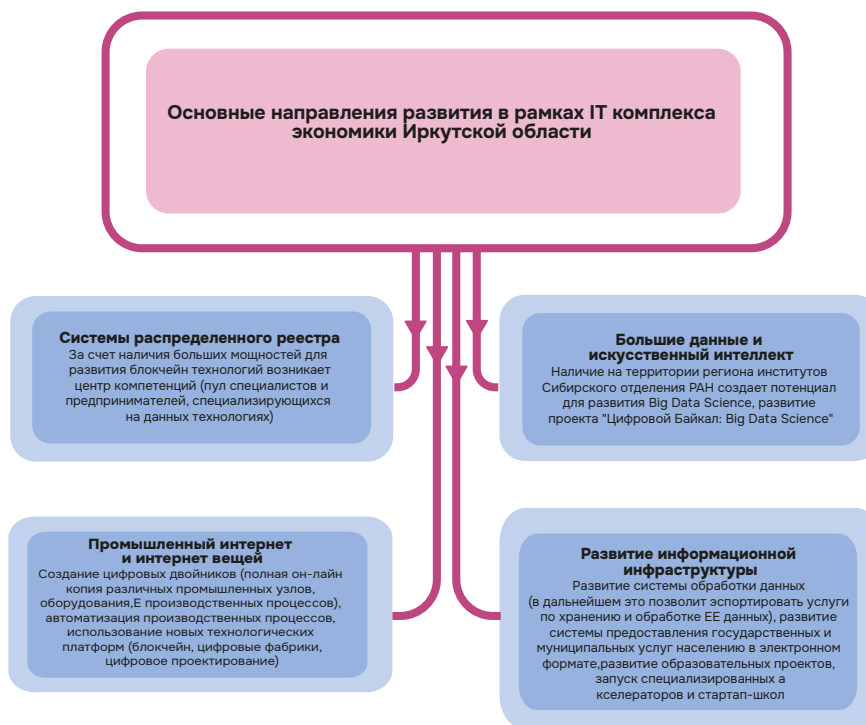 Основные направления развития в рамках IT комплекса
экономики Иркутской области
Системы распределенного реестра
За счет наличия больших мощностей для
развития блокчейн технологий возникает
центр компетенций (пул специалистов и
предпринимателей, специализирующихся
на данных технологиях)
Большие данные и
искусственный интеллект
Наличие на территории региона институтов
Сибирского отделения РАН создает потенциал
для развития Big Data Science, развитие
проекта "Цифровой Байкал: Big Data Science"
Промышленный интернет
и интернет вещей
Создание цифровых двойников (полная он-лайн
копия различных промышленных узлов,
оборудования,Е производственных процессов),
автоматизация производственных процессов,
использование новых технологических
платформ (блокчейн, цифровые фабрики,
цифровое проектирование)
Развитие информационной
инфраструктуры
Развитие системы обработки данных
(в дальнейшем это позволит эспортировать услуги
по хранению и обработке ЕЕ данных), развитие
системы предоставления государственных и
муниципальных услуг населению в электронном
формате,развитие образовательных проектов,
запуск специализированных а
кселераторов и стартап-школ